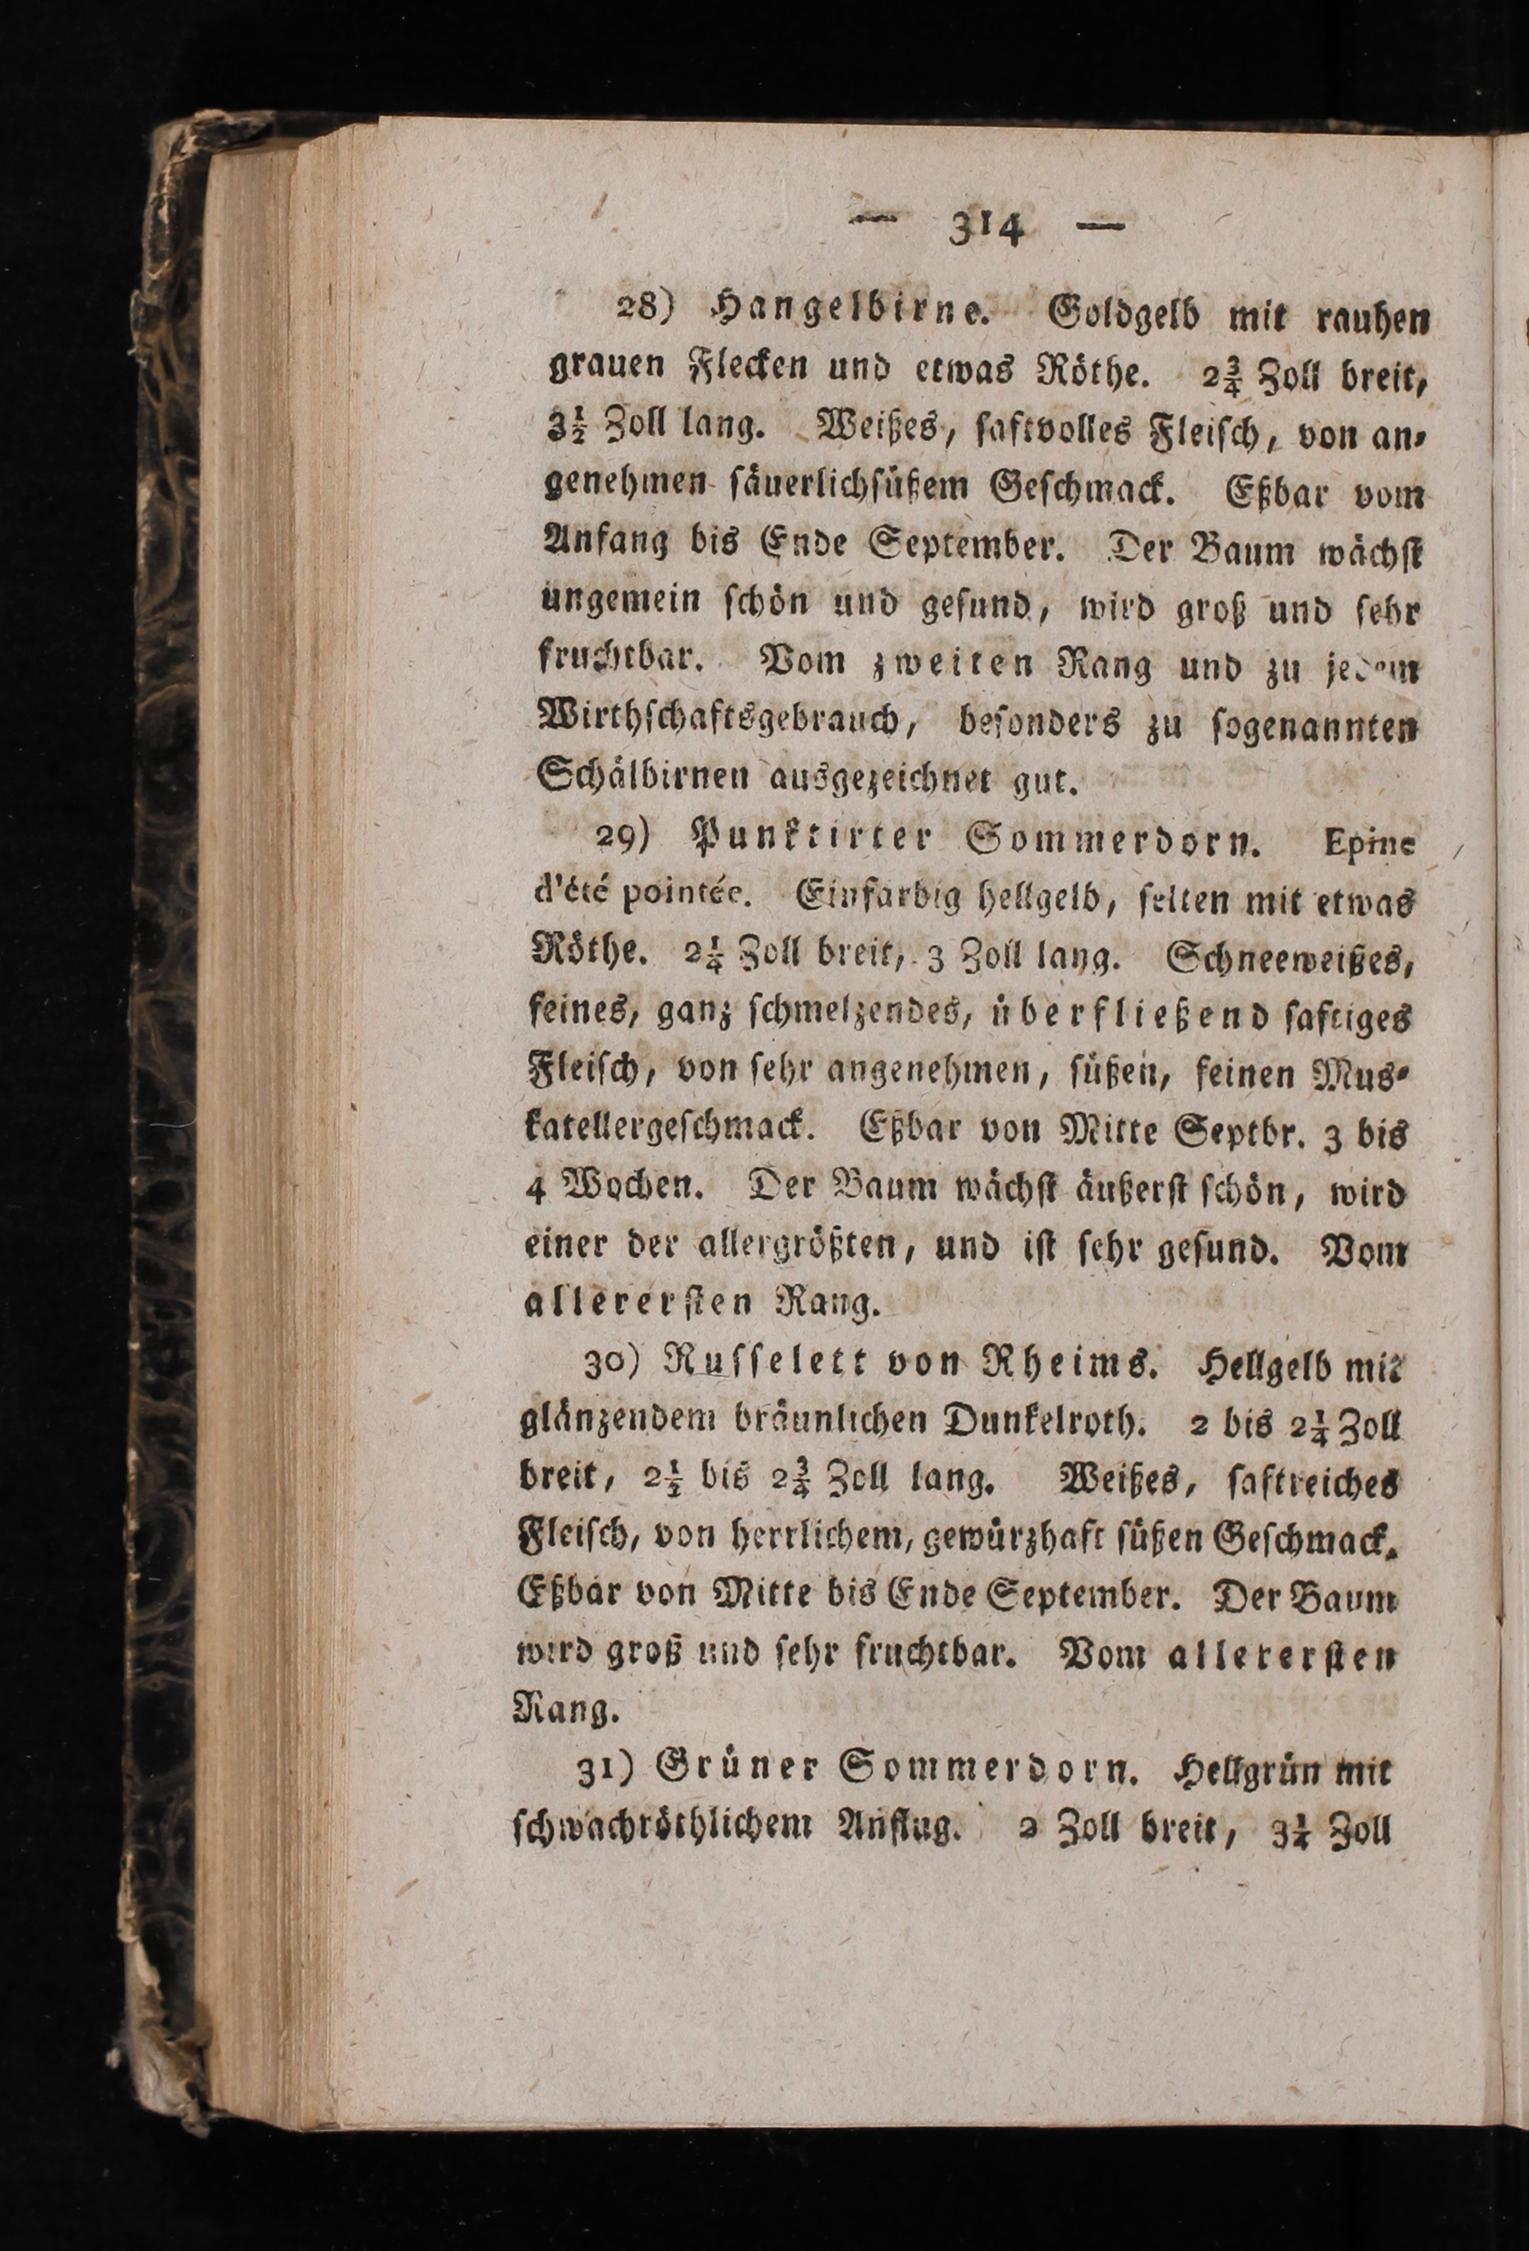 — 314 —
28) Hangelbirne. Goldgelb mit rauhen
grauen Flecken und etwas Röthe. 2¾ Zoll breit,
3½ Zoll lang. Weißes, ſaftvolles Fleiſch, von an⸗
genehmen ſäuerlichſüßem Geſchmack. Eßbar vom
Anfang bis Ende September. Der Baum wächſt
ungemein ſchön und geſund, wird groß und ſehr
fruchtbar. Vom zweiten Rang und zu jedem
Wirthſchaftsgebrauch, beſonders zu ſogenannten
Schälbirnen ausgezeichnet gut.
29) Punktirter Sommerdorn. Epine
d'été pointée. Einfarbig hellgelb, ſelten mit etwas
Röthe. 2¼ Zoll breit, 3 Zoll lang. Schneeweißes,
feines, ganz ſchmelzendes, überfließend ſaftiges
Fleiſch, von ſehr angenehmen, ſüßen, feinen Mus⸗
katellergeſchmack. Eßbar von Mitte Septbr. 3 bis
4 Wochen. Der Baum wächſt äußerſt ſchön, wird
einer der allergrößten, und iſt ſehr geſund. Vom
allererſten Rang.
30) Ruſſelett von Rheims. Hellgelb mit
glänzendem bräunlichen Dunkelroth. 2 bis 2¼ Zoll
breit, 2½ bis 2¾ Zoll lang. Weißes, ſaftreiches
Fleiſch, von herrlichem, gewürzhaft ſüßen Geſchmack.
Eßbar von Mitte bis Ende September. Der Baum
wird groß und ſehr fruchtbar. Vom allererſten
Rang.
31) Grüner Sommerdorn. Hellgrün mit
ſchwachröthlichem Anflug. 2 Zoll breit, 3¼ Zoll